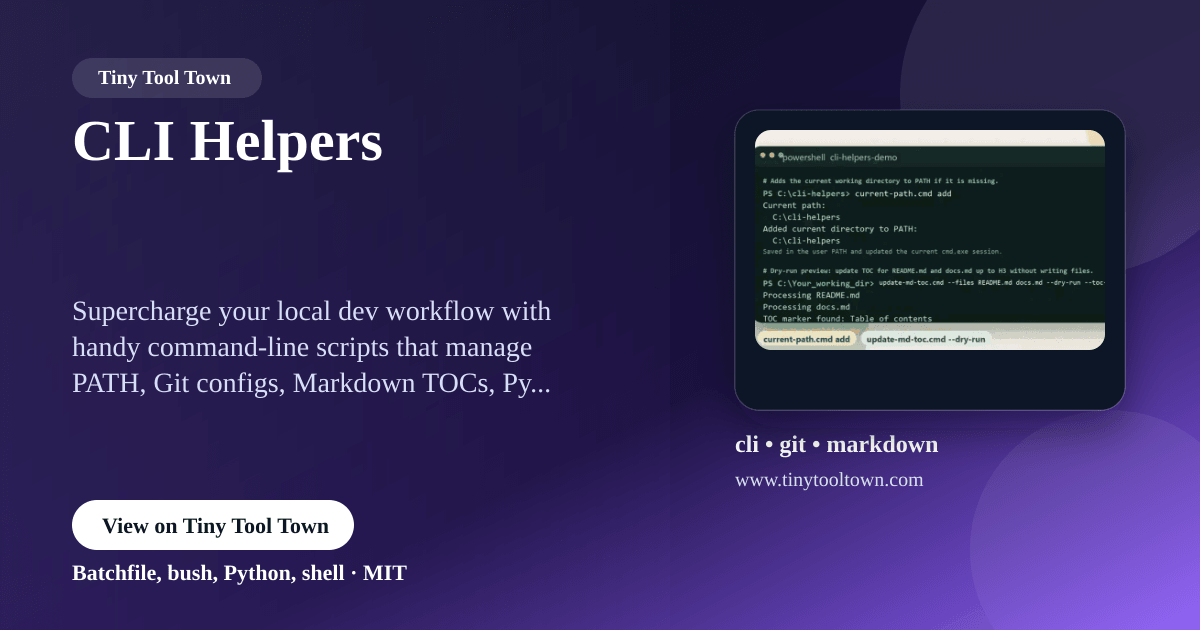 Tiny Tool Town
CLI Helpers
Supercharge your local dev workflow with
handy command-line scripts that manage
PATH, Git configs, Markdown TOCs, Py...
View on Tiny Tool Town
Batchfile, bush, Python, shell · MIT
powershell cli-helpers-demo
# Adds the current working directory to PATH if it is missing.
PS C:\cli-helpers> current-path.cmd add
Current path:
C:\cli-helpers
Added current directory to PATH:
C:\cli-helpers
Saved in the user PATH and updated the current cmd.exe session.
# Dry-run preview: update TOC for README.md and docs.md up to H3 without writing files.
PS C:\Your_working_dir> update-md-toc.cmd --files README.md docs.md --dry-run --toc-
Processing README.md
Processing docs.md
TOC marker found: Table of contents
current-path.cmd add update-md-toc.cmd --dry-run
cli • git • markdown
www.tinytooltown.com